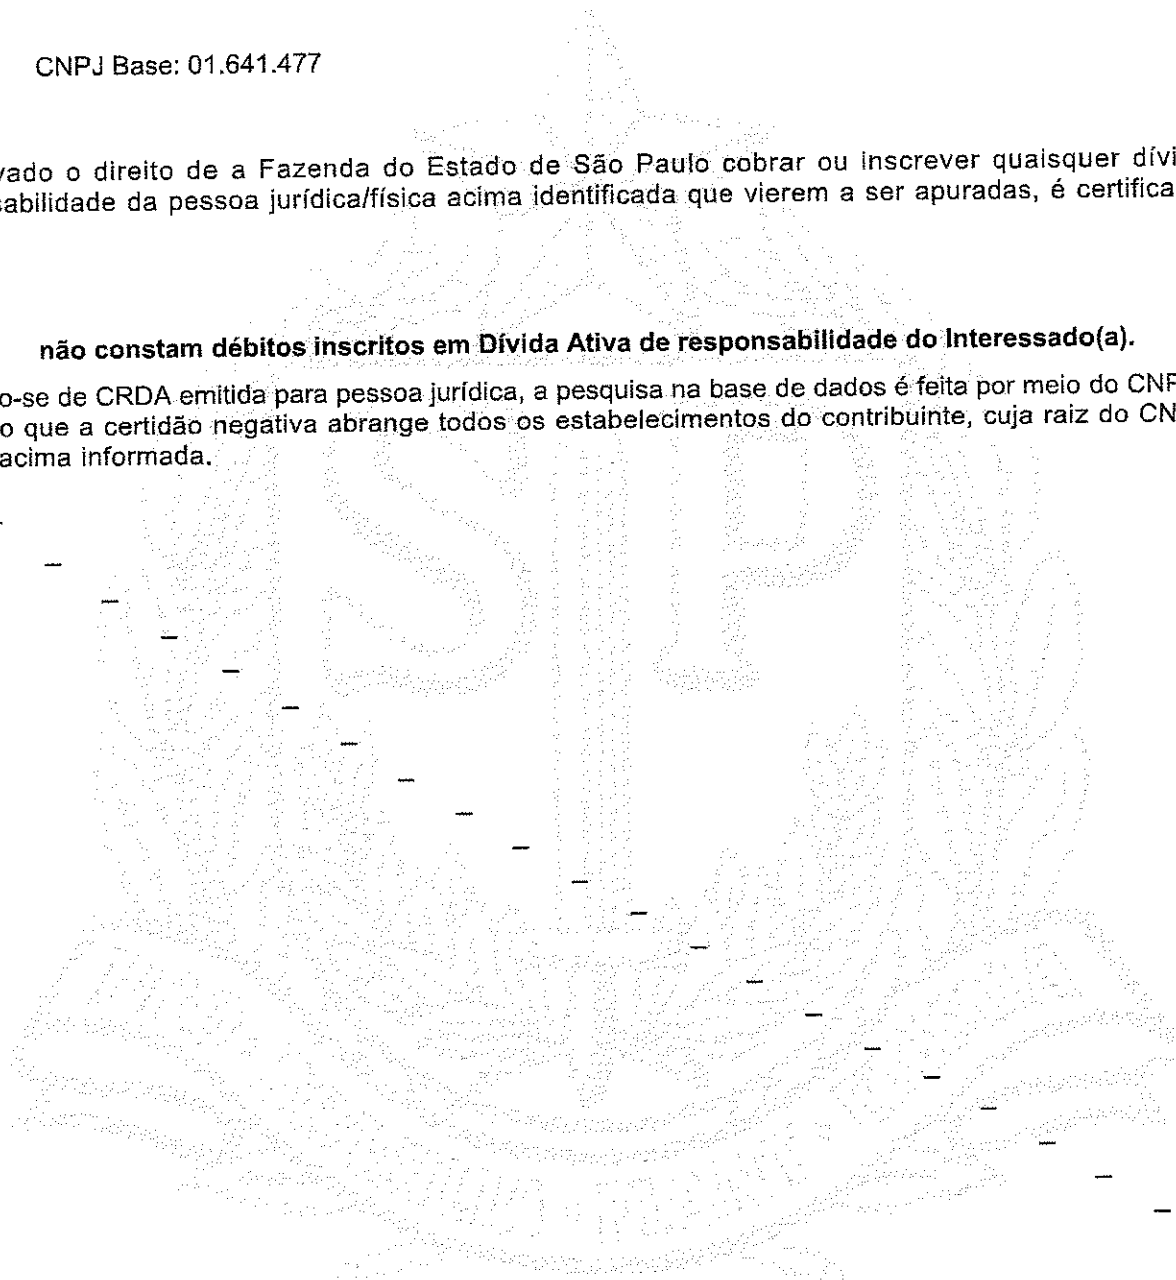 CNPJ Base: 01.641.477
vado o direito de a Fazenda do Estado de São Paulo cobrar ou inscrever quaisquer dívi
sabilidade da pessoa jurídica/física acima identificada que vierem a ser apuradas, é certifica
não constam débitos inscritos em Dívida Ativa de responsabilidade do Interessado(a).
o-se de CRDA emitida para pessoa jurídica, a pesquisa na base de dados é feita por meio do CNP
o que a certidão negativa abrange todos os estabelecimentos do contribuinte, cuja raiz do CN
acima informada.
SP